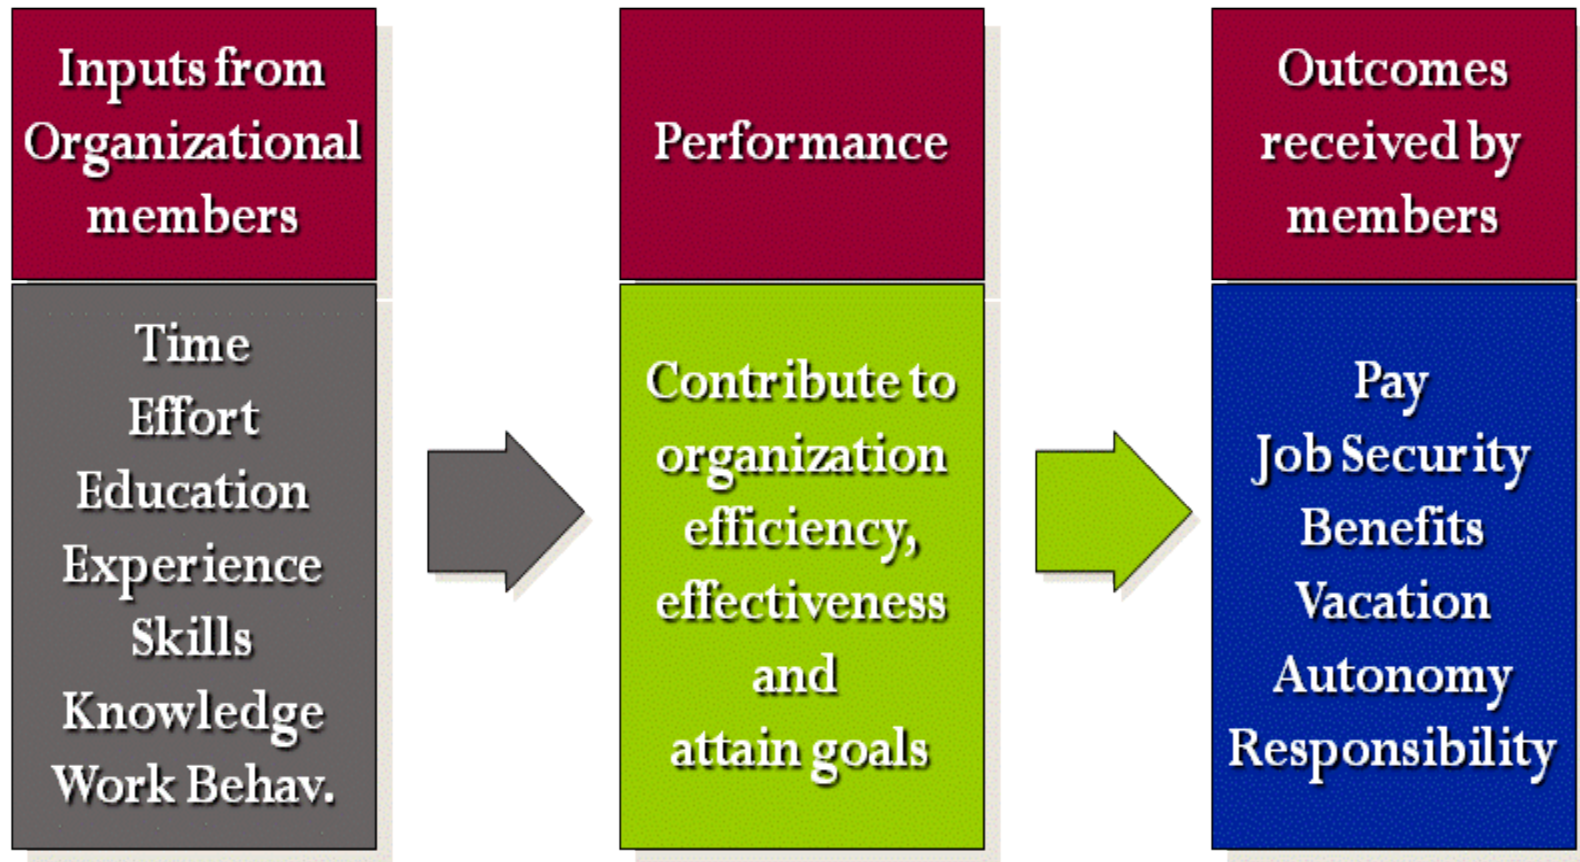 Inputs from
Organizational
members
Time
Effort
Education
Experience
Skills
Knowledge
Work Behav.
Performance
Contribute to
organization
efficiency,
effectiveness
and
attain goals
Outcomes
received by
members
Pay
Job Security
Benefits
Vacation
Autonomy
Responsibility